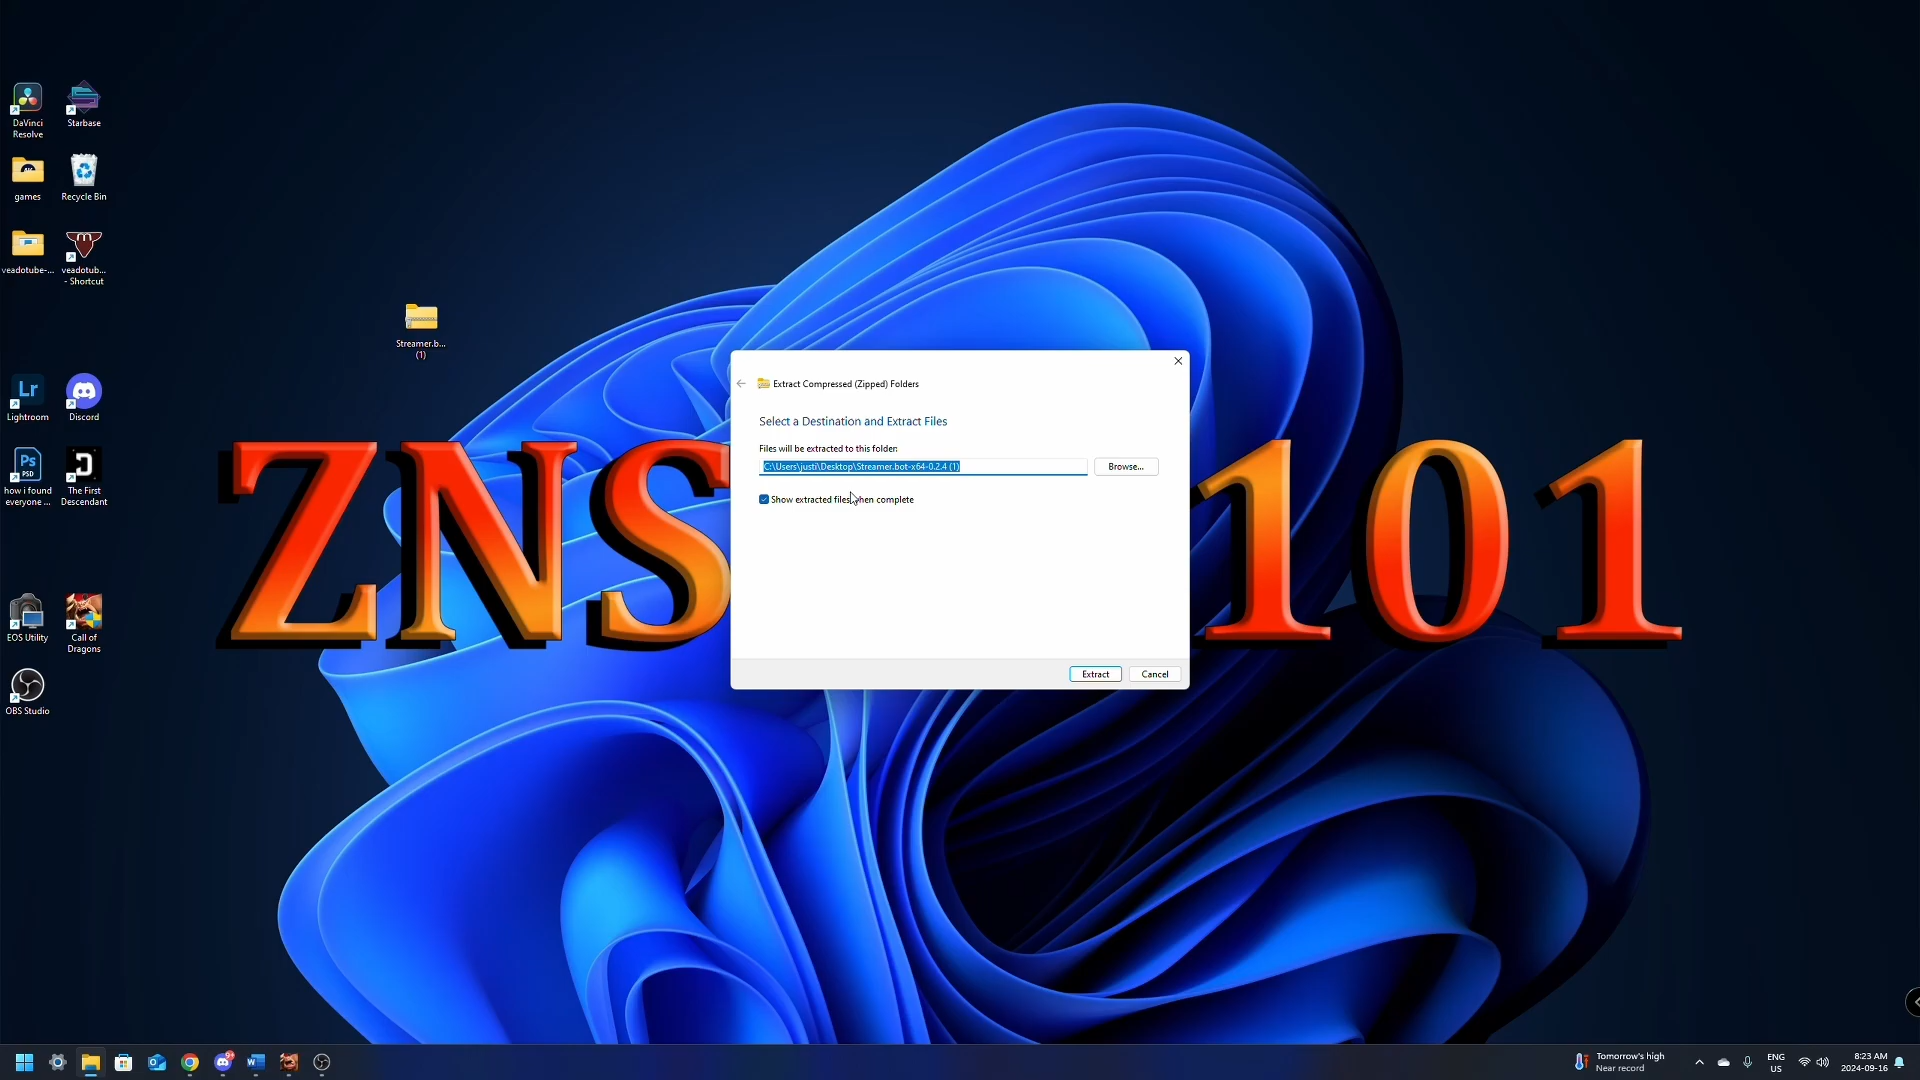 DaVinci
Resolve
Starbase
games
Recycle Bin
veadotube-...
veadotub...
- Shortcut
Streamer.b...
(1)
Lr
Lightroom
Discord
Ps
PSD
how i found
everyone ...
The First
Descendant
EOS Utility
Call of
Dragons
OBS Studio
ZNS
101
Extract Compressed (Zipped) Folders
Select a Destination and Extract Files
Files will be extracted to this folder:
C:\Users\justi\Desktop\Streamer.bot-x64-0.2.4 (1)
Browse...
Show extracted files when complete
Extract
Cancel
Tomorrow's high
Near record
ENG
US
8:23 AM
2024-09-16